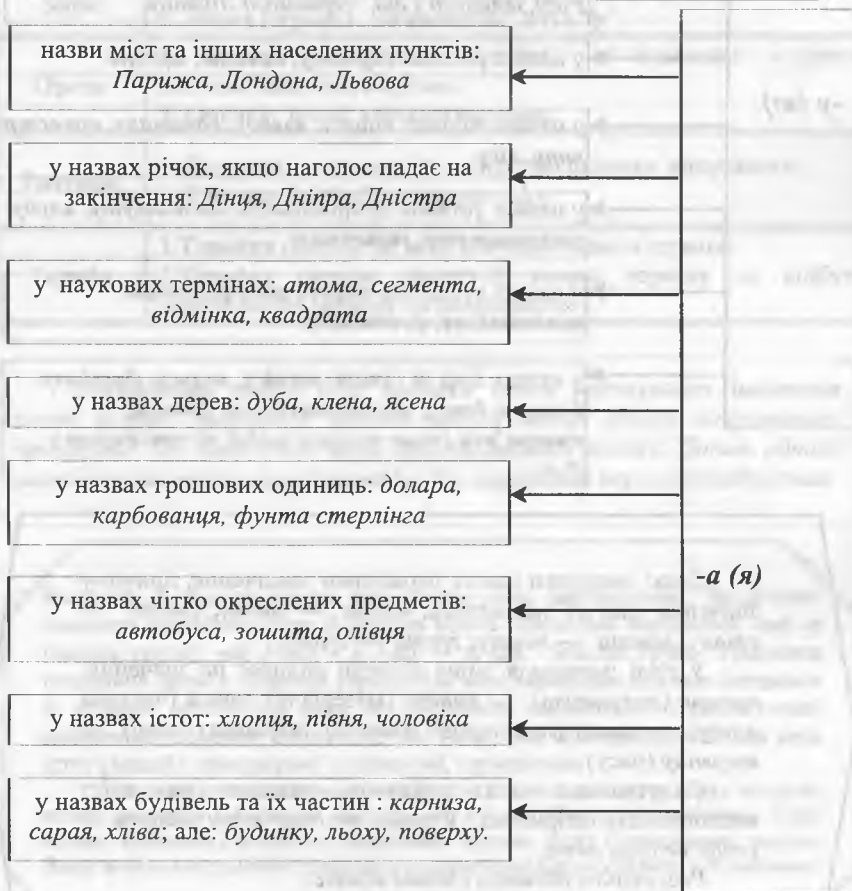 назви міст та інших населених пунктів:
Парижа, Лондона, Львова
у назвах річок, якщо наголос падає на
закінчення: Дінця, Дніпра, Дністра
у наукових термінах: атома, сегмента,
відмінка, квадрата
у назвах дерев: дуба, клена, ясена
у назвах грошових одиниць: долара,
карбованця, фунта стерлінга
-а (я)
у назвах чітко окреслених предметів:
автобуса, зошита, олівця
у назвах істот: хлопця, півня, чоловіка
у назвах будівель та їх частин : карниза,
сарая, хліва; але: будинку, льоху, поверху.